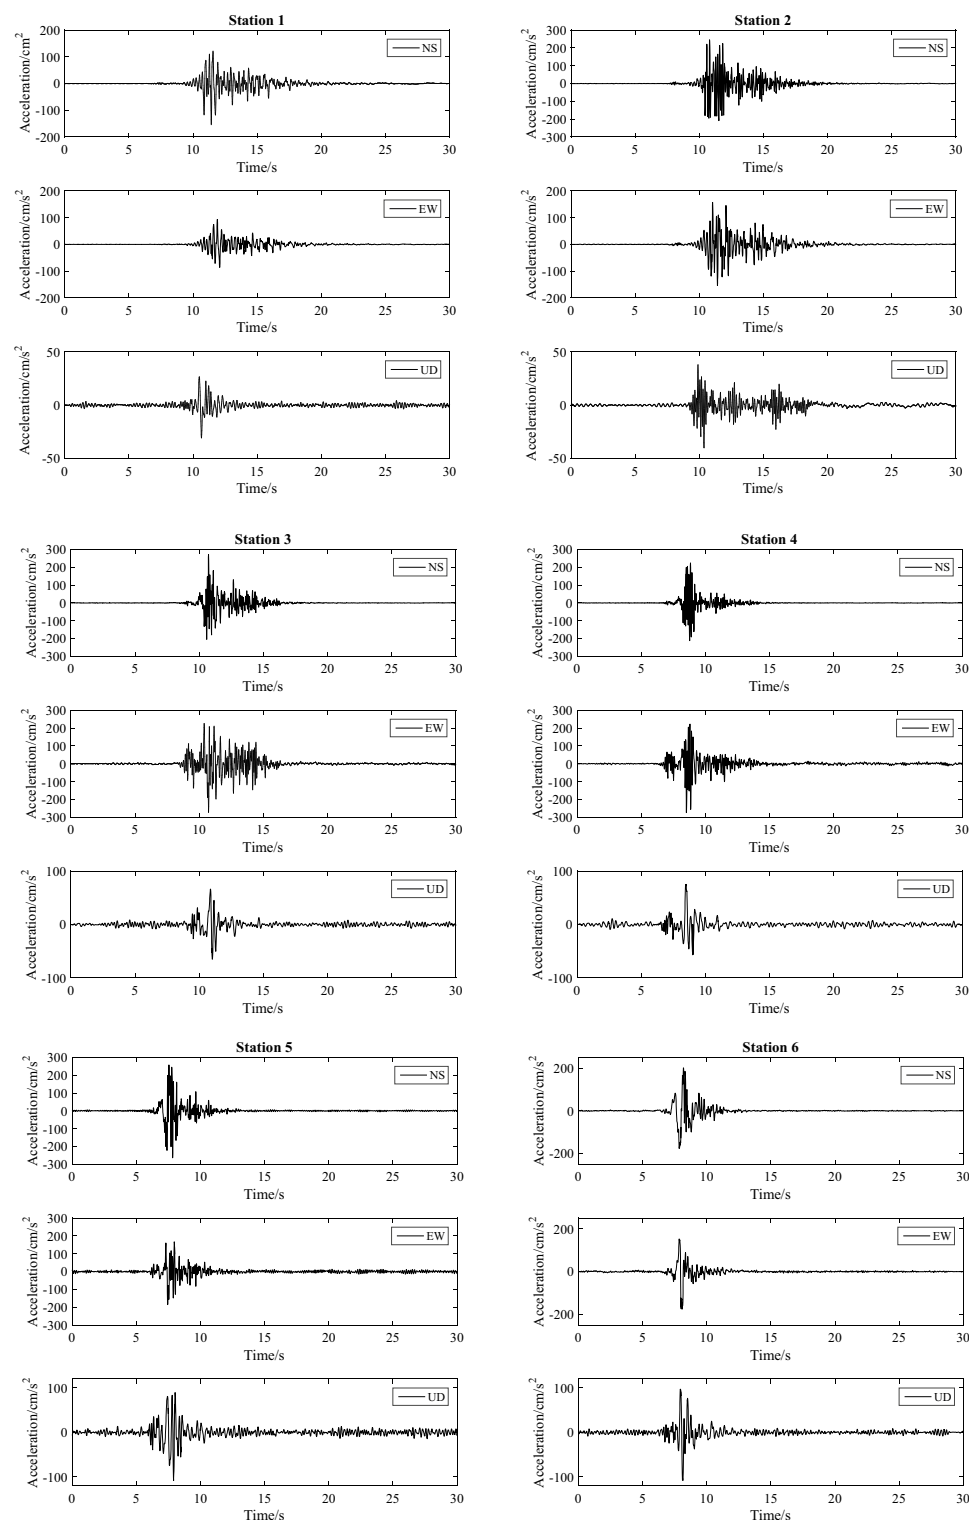 Station 1
Acceleration/cm²
200
100
0
-100
-200
NS
0 5 10 15 20 25 30
Time/s
Acceleration/cm/s²
200
100
0
-100
-200
EW
0 5 10 15 20 25 30
Time/s
Acceleration/cm/s²
50
0
-50
UD
0 5 10 15 20 25 30
Time/s
Station 2
Acceleration/cm/s²
300
200
100
0
-100
-200
-300
NS
0 5 10 15 20 25 30
Time/s
Acceleration/cm/s²
200
100
0
-100
-200
EW
0 5 10 15 20 25 30
Time/s
Acceleration/cm/s²
50
0
-50
UD
0 5 10 15 20 25 30
Time/s
Station 3
Acceleration/cm/s²
300
200
100
0
-100
-200
-300
NS
0 5 10 15 20 25 30
Time/s
Acceleration/cm/s²
300
200
100
0
-100
-200
-300
EW
0 5 10 15 20 25 30
Time/s
Acceleration/cm/s²
100
0
-100
UD
0 5 10 15 20 25 30
Time/s
Station 4
Acceleration/cm/s²
300
200
100
0
-100
-200
-300
NS
0 5 10 15 20 25 30
Time/s
Acceleration/cm/s²
300
200
100
0
-100
-200
-300
EW
0 5 10 15 20 25 30
Time/s
Acceleration/cm/s²
100
0
-100
UD
0 5 10 15 20 25 30
Time/s
Station 5
Acceleration/cm/s²
300
200
100
0
-100
-200
-300
NS
0 5 10 15 20 25 30
Time/s
Acceleration/cm/s²
300
200
100
0
-100
-200
-300
EW
0 5 10 15 20 25 30
Time/s
Acceleration/cm/s²
100
0
-100
UD
0 5 10 15 20 25 30
Time/s
Station 6
Acceleration/cm/s²
200
0
-200
NS
0 5 10 15 20 25 30
Time/s
Acceleration/cm/s²
200
0
-200
EW
0 5 10 15 20 25 30
Time/s
Acceleration/cm/s²
100
0
-100
UD
0 5 10 15 20 25 30
Time/s